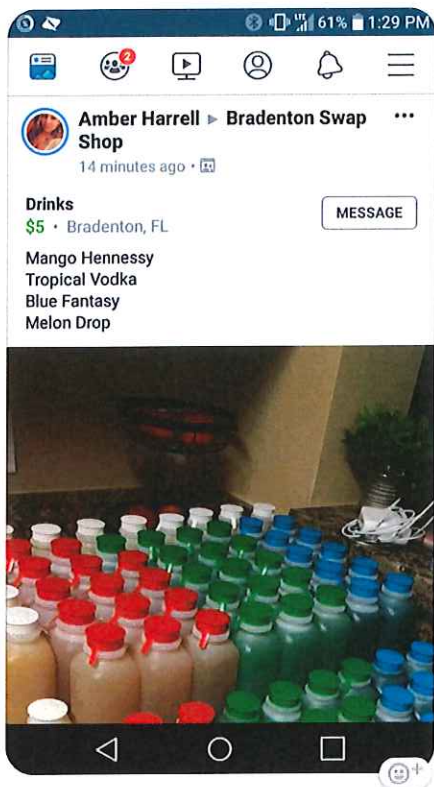 LTE 61% 1:29 PM
2
Amber Harrell ▸ Bradenton Swap
Shop
14 minutes ago •
Drinks
$5 • Bradenton, FL
MESSAGE
Mango Hennessy
Tropical Vodka
Blue Fantasy
Melon Drop